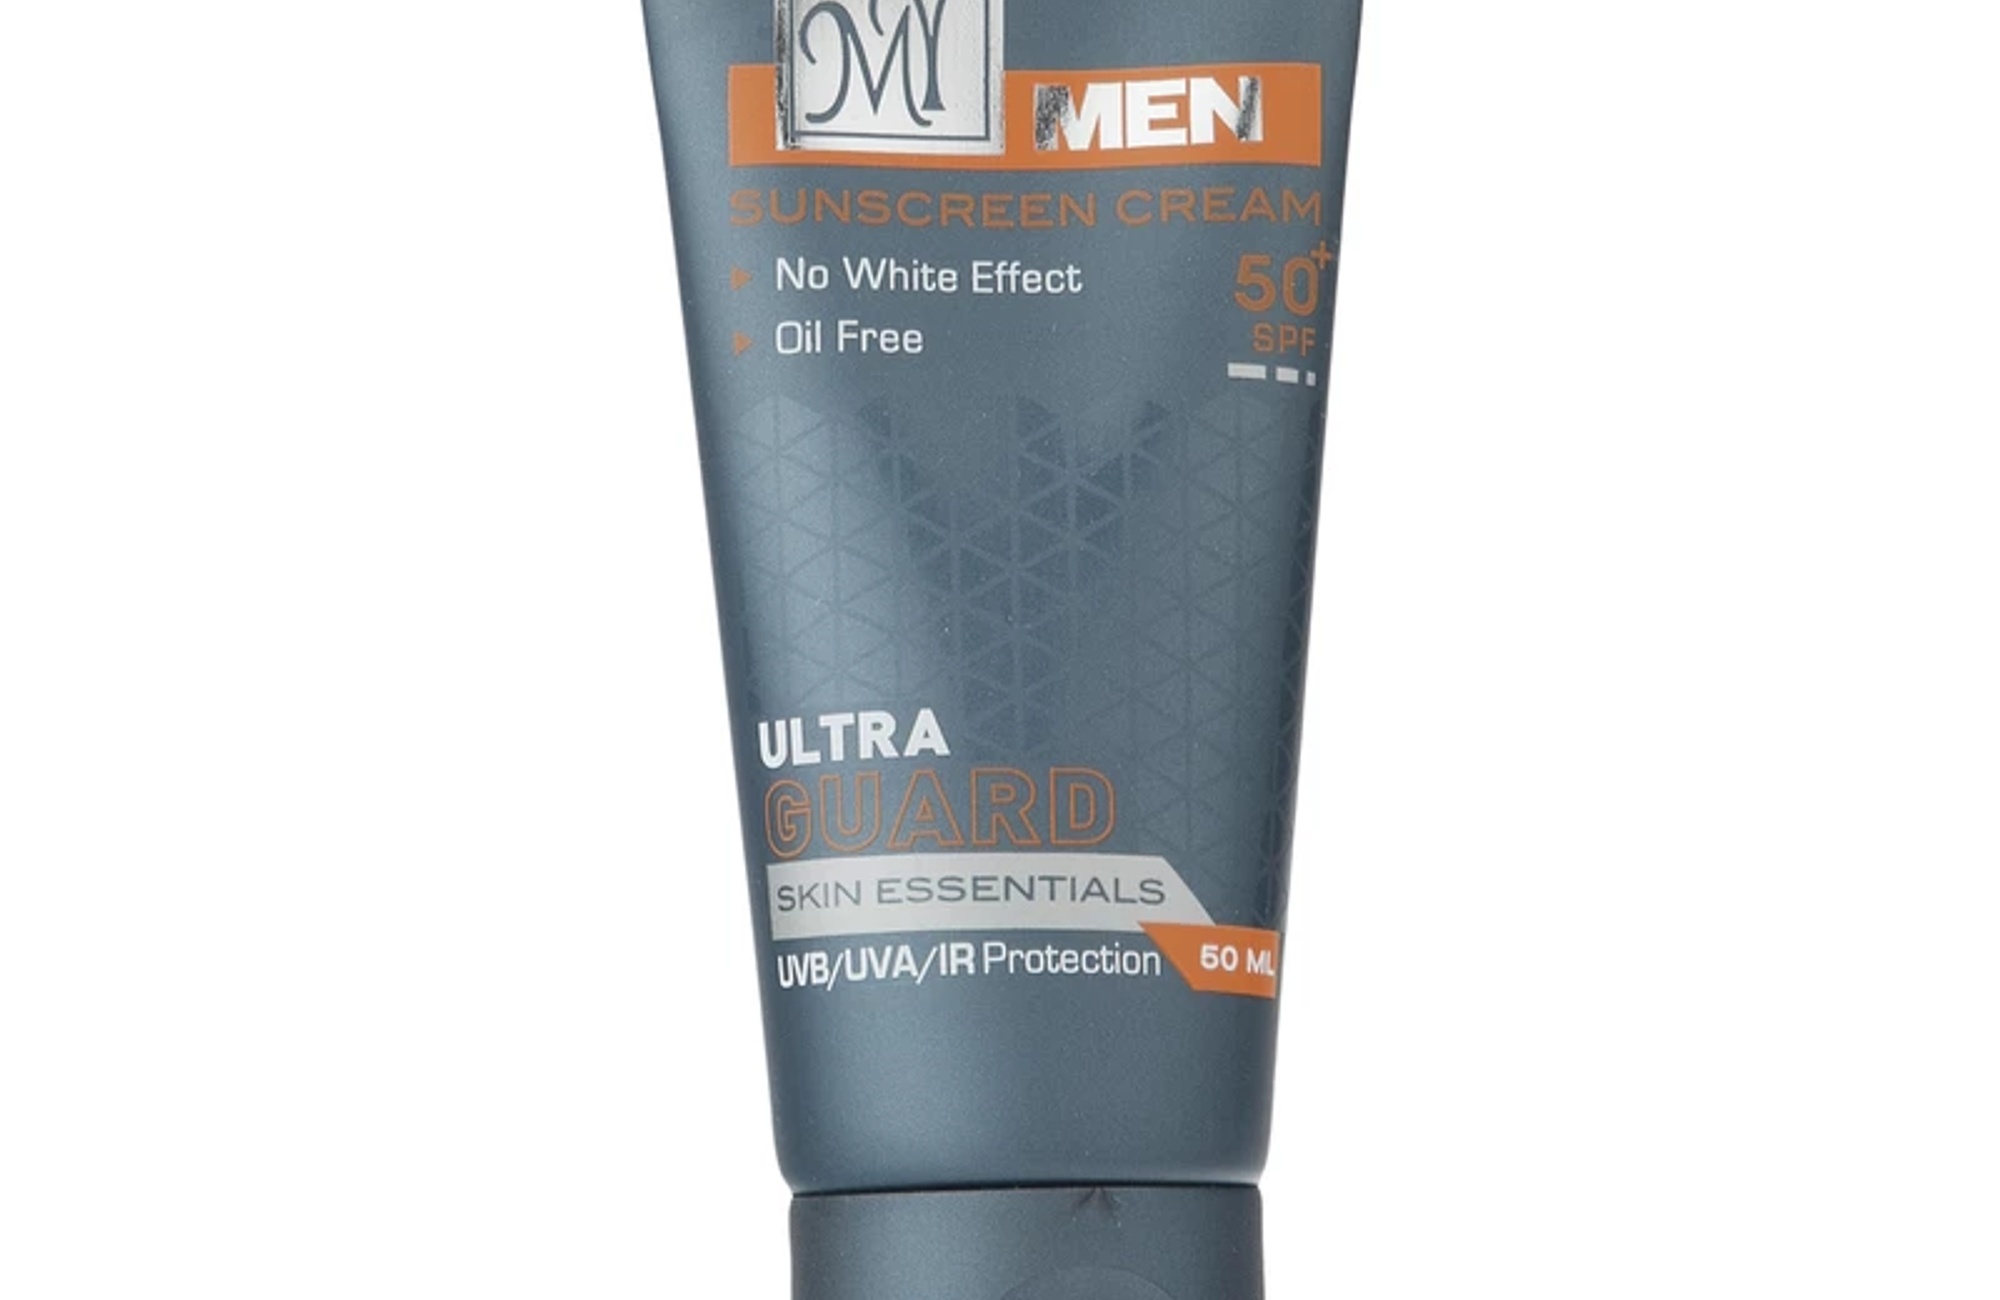 MY
MEN
SUNSCREEN CREAM
No White Effect
50+
Oil Free
SPF
ULTRA
GUARD
SKIN ESSENTIALS
UVB/UVA/IR Protection
50 ML